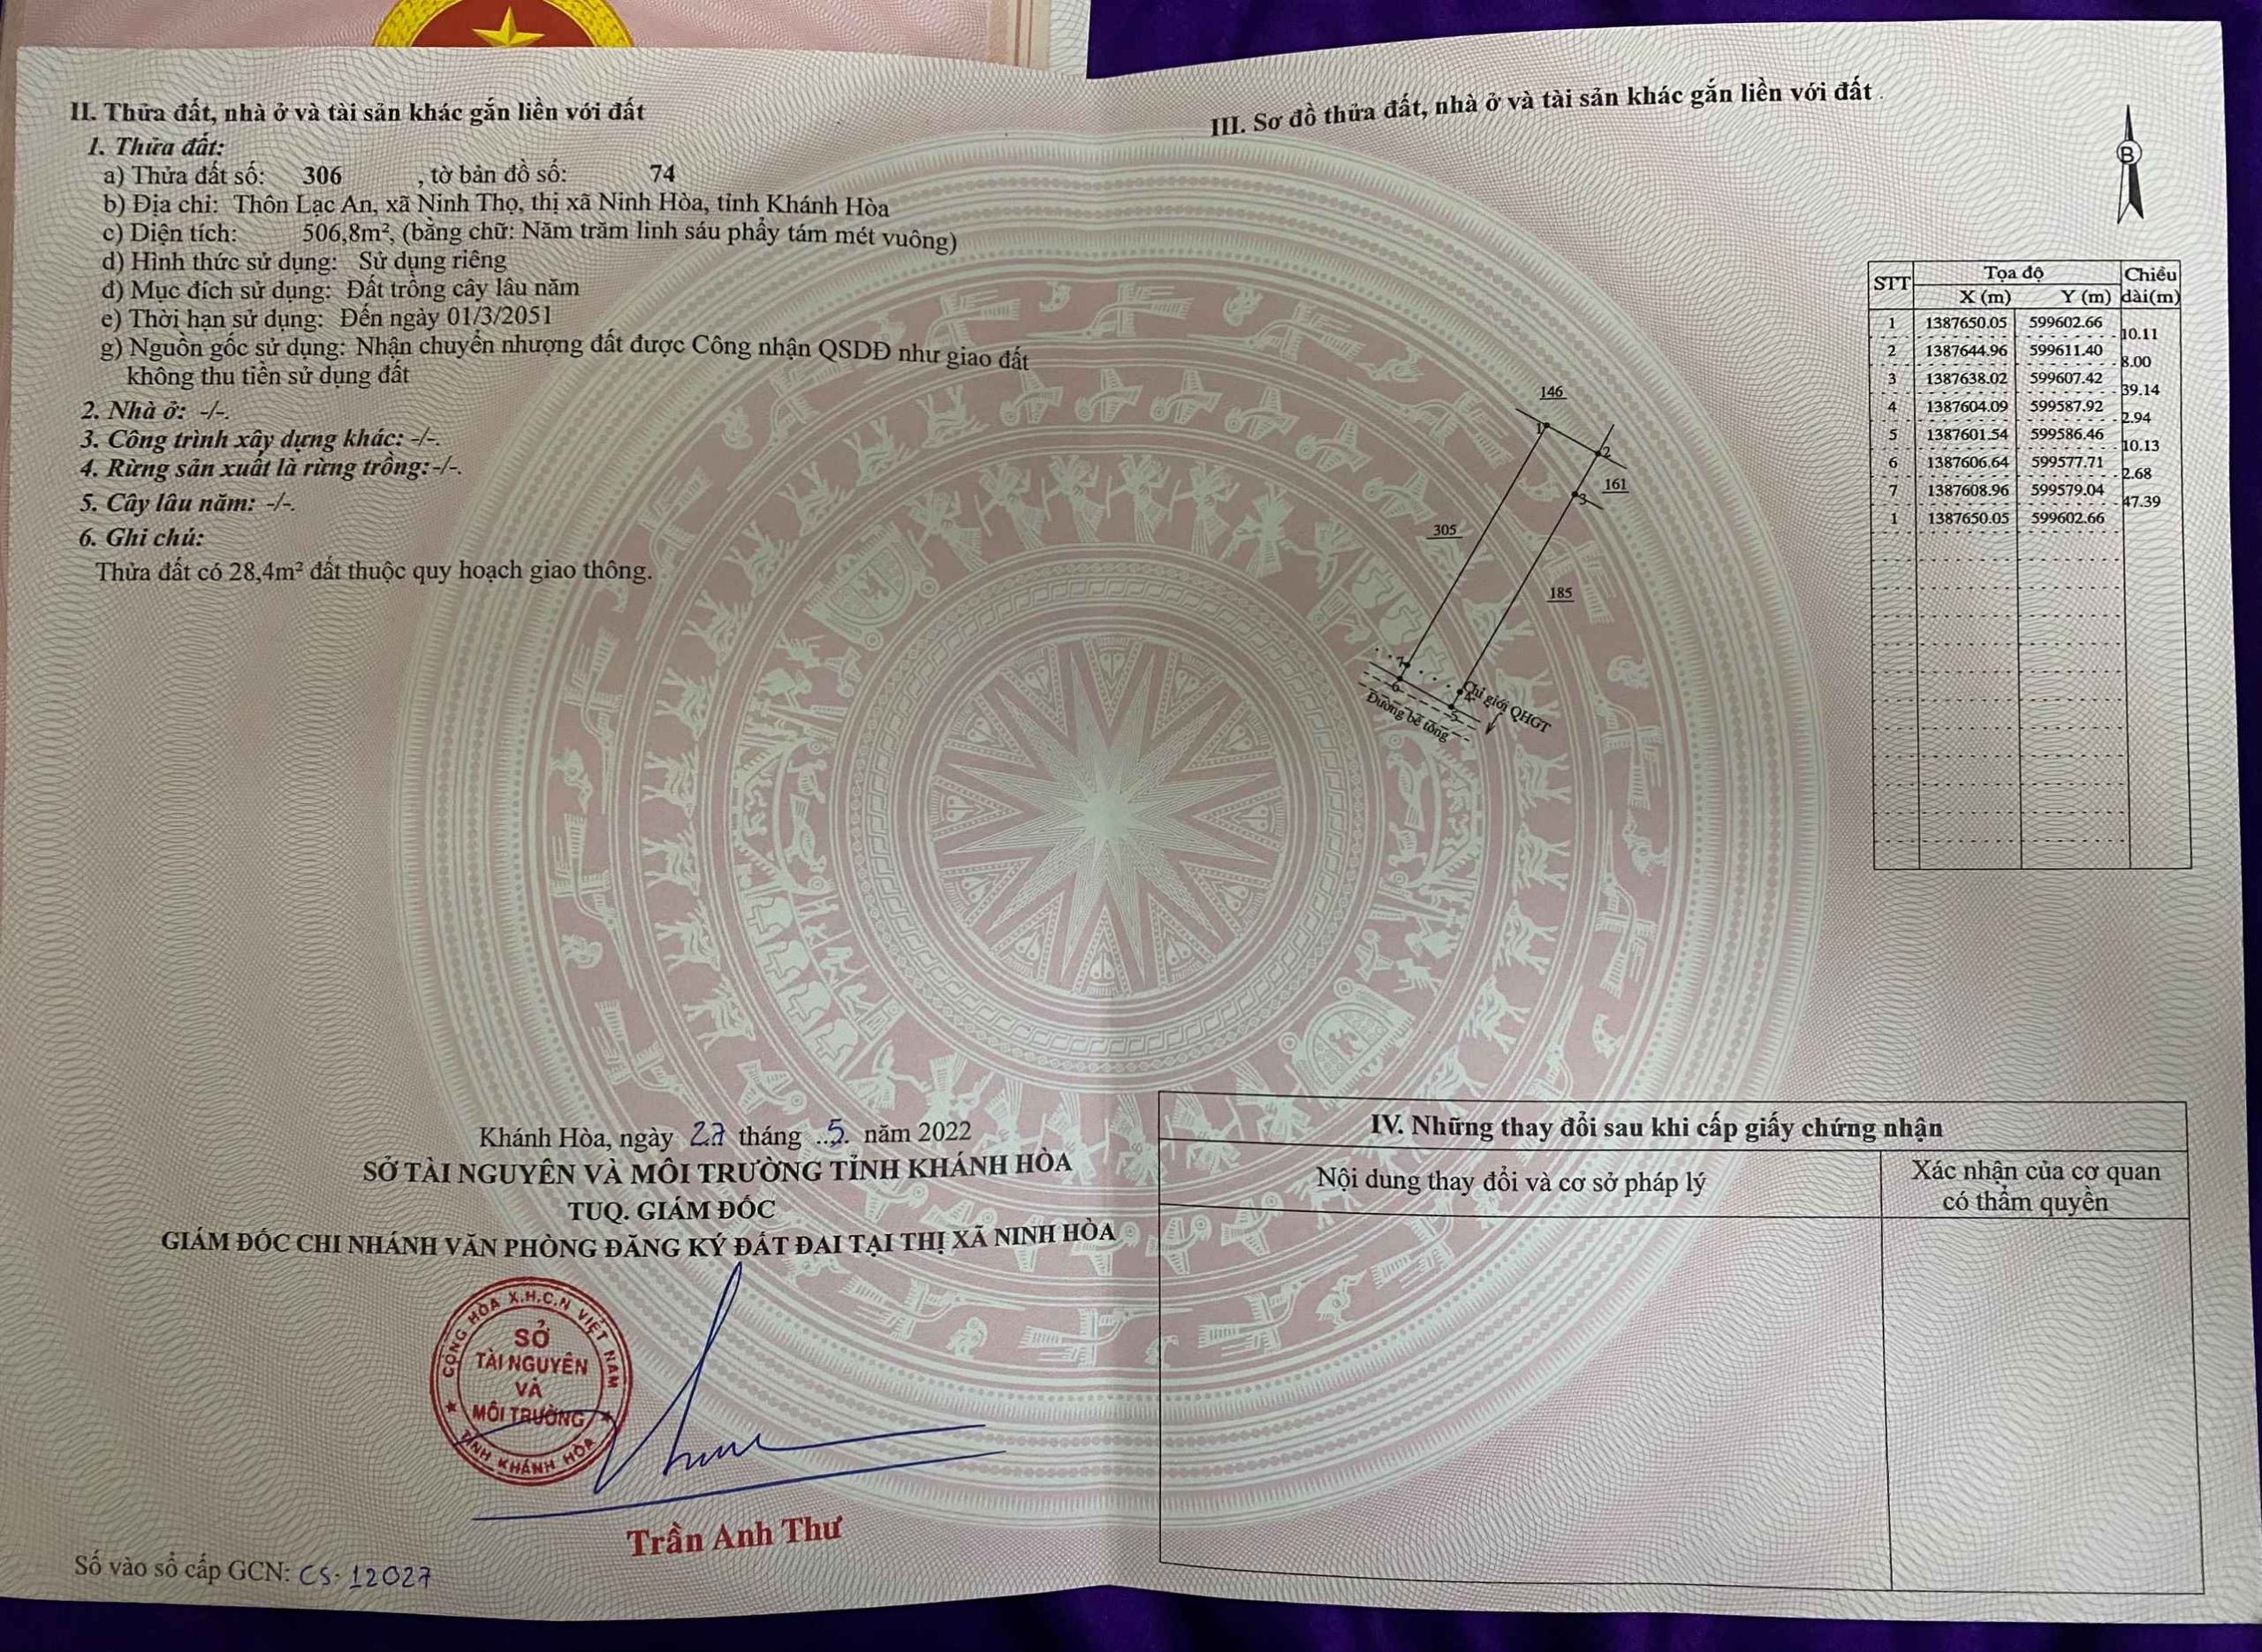 II. Thửa đất, nhà ở và tài sản khác gắn liền với đất
1. Thửa đất:
a) Thửa đất số: 306 , tờ bản đồ số: 74
b) Địa chỉ: Thôn Lạc An, xã Ninh Thọ, thị xã Ninh Hòa, tỉnh Khánh Hòa
c) Diện tích: 506,8m², (bằng chữ: Năm trăm linh sáu phẩy tám mét vuông)
d) Hình thức sử dụng: Sử dụng riêng
đ) Mục đích sử dụng: Đất trồng cây lâu năm
e) Thời hạn sử dụng: Đến ngày 01/3/2051
g) Nguồn gốc sử dụng: Nhận chuyển nhượng đất được Công nhận QSDĐ như giao đất
không thu tiền sử dụng đất
2. Nhà ở: -/-.
3. Công trình xây dựng khác: -/-.
4. Rừng sản xuất là rừng trồng:-/-.
5. Cây lâu năm: -/-.
6. Ghi chú:
Thửa đất có 28,4m² đất thuộc quy hoạch giao thông.
Khánh Hòa, ngày 27 tháng ..5. năm 2022
SỞ TÀI NGUYÊN VÀ MÔI TRƯỜNG TỈNH KHÁNH HÒA
TUQ. GIÁM ĐỐC
GIÁM ĐỐC CHI NHÁNH VĂN PHÒNG ĐĂNG KÝ ĐẤT ĐAI TẠI THỊ XÃ NINH HÒA
CỘNG HÒA X.H.C.N VIỆT NAM
SỞ
TÀI NGUYÊN
VÀ
MÔI TRƯỜNG
TỈNH KHÁNH HÒA
Trần Anh Thư
Số vào sổ cấp GCN: CS-12027
III. Sơ đồ thửa đất, nhà ở và tài sản khác gắn liền với đất
B
146
1
2
161
3
305
185
7
6
4
5
Chỉ giới QHGT
Đường bê tông
STT Tọa độ Chiều
X (m) Y (m) dài(m)
1 1387650.05 599602.66
10.11
2 1387644.96 599611.40
8.00
3 1387638.02 599607.42
39.14
4 1387604.09 599587.92
2.94
5 1387601.54 599586.46
10.13
6 1387606.64 599577.71
2.68
7 1387608.96 599579.04
47.39
1 1387650.05 599602.66
IV. Những thay đổi sau khi cấp giấy chứng nhận
Nội dung thay đổi và cơ sở pháp lý Xác nhận của cơ quan
có thẩm quyền